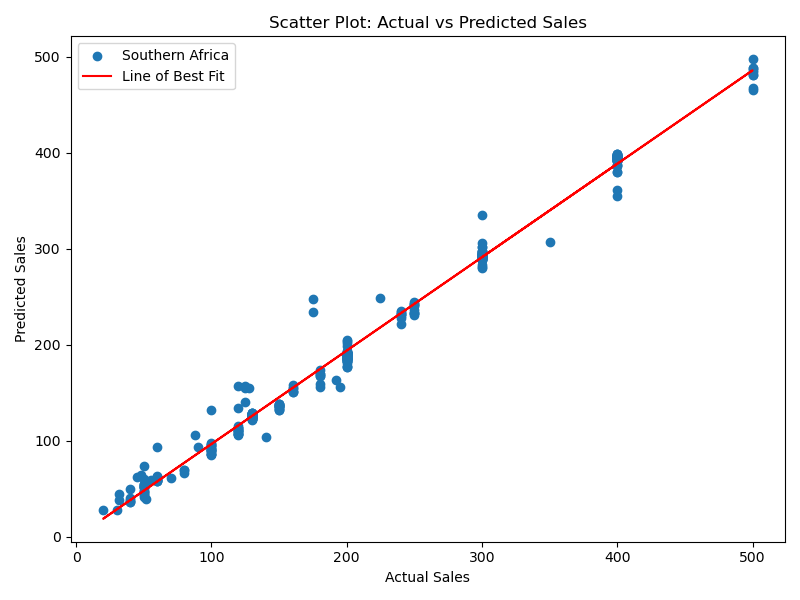 Scatter Plot: Actual vs Predicted Sales
Southern Africa
Line of Best Fit
500
400
300
200
100
0
Predicted Sales
0 100 200 300 400 500
Actual Sales